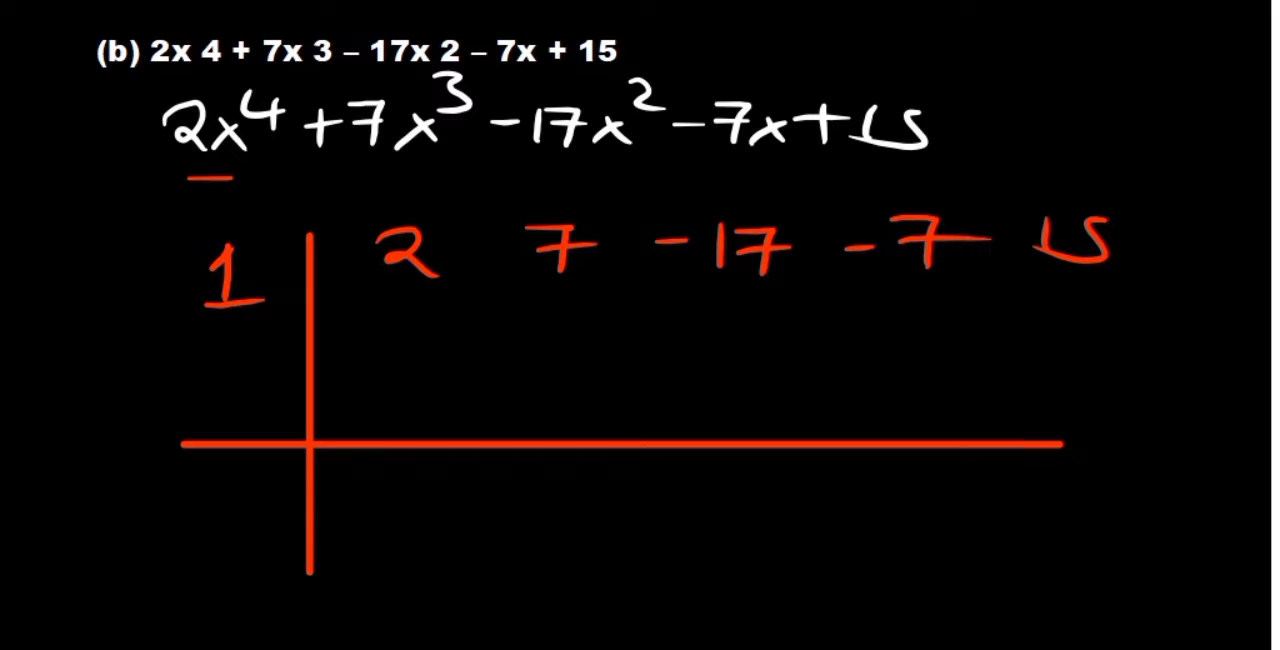 (b) 2x 4 + 7x 3 – 17x 2 – 7x + 15
2x⁴ + 7x³ - 17x² - 7x + 15
1 2 7 -17 -7 15